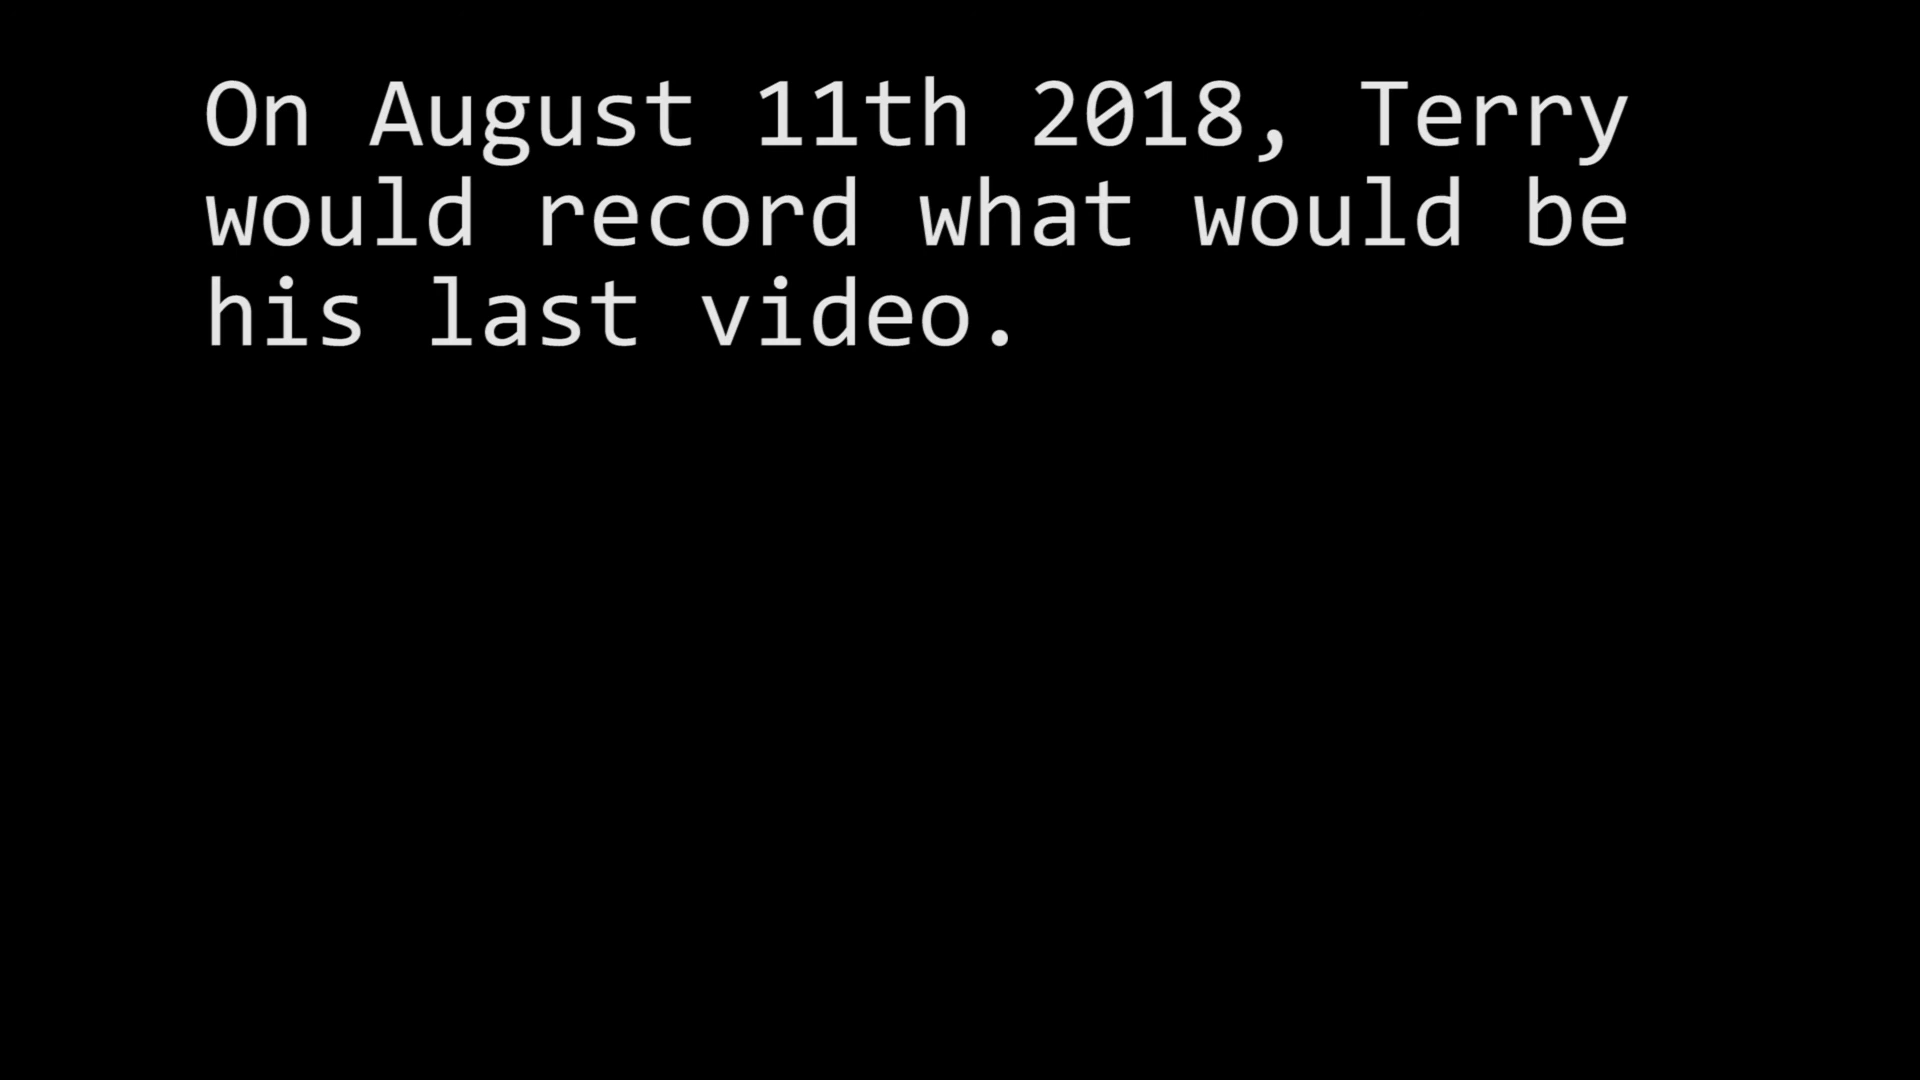 On August 11th 2018, Terry
would record what would be
his last video.